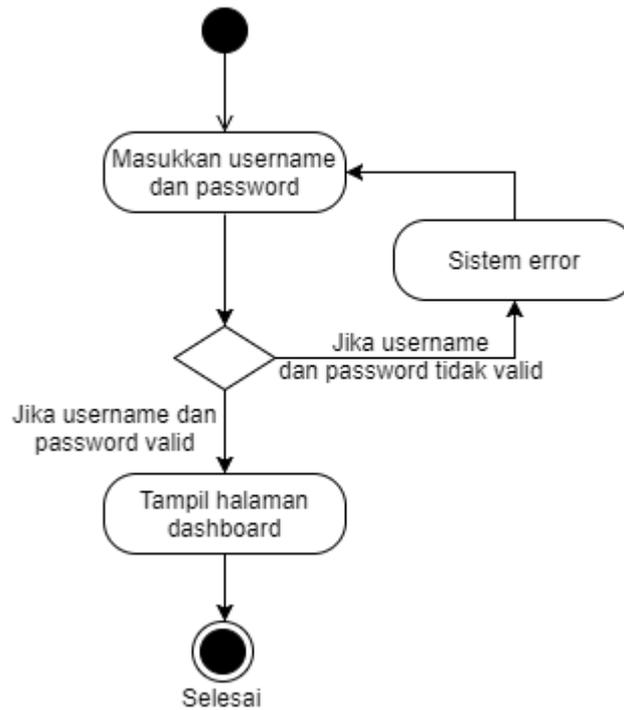 Masukkan username
dan password
Sistem error
Jika username
dan password tidak valid
Jika username dan
password valid
Tampil halaman
dashboard
Selesai